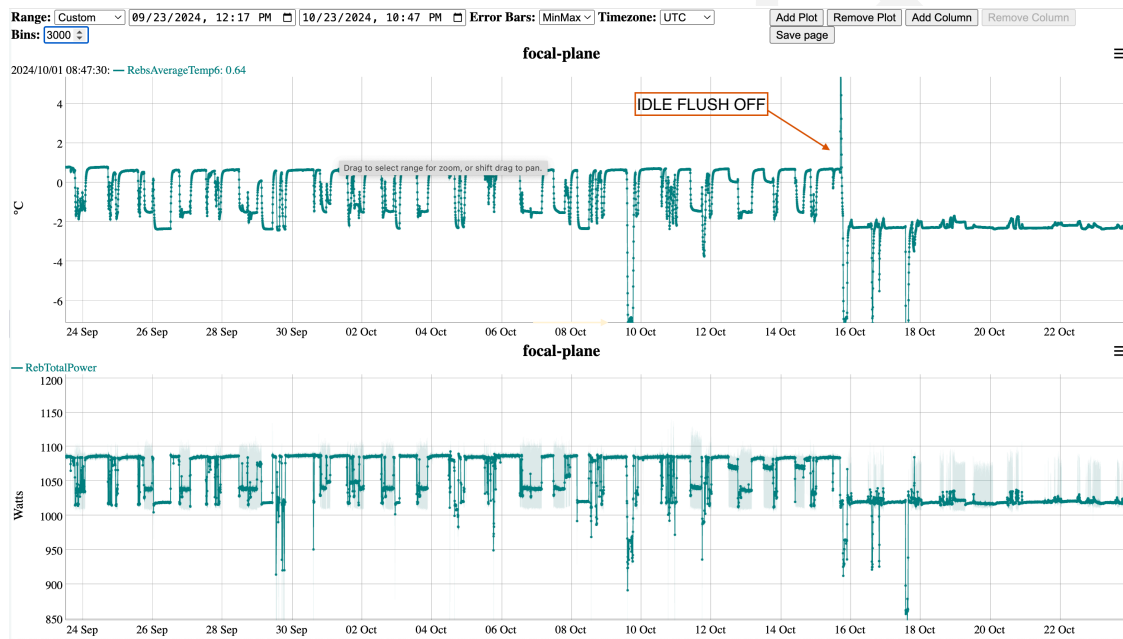 Range: Custom 09/23/2024, 12:17 PM 10/23/2024, 10:47 PM Error Bars: MinMax Timezone: UTC Add Plot Remove Plot Add Column Remove Column
Bins: 3000 Save page
focal-plane
2024/10/01 08:47:30: — RebsAverageTemp6: 0.64
IDLE FLUSH OFF
Drag to select range for zoom, or shift drag to pan.
°C
4
2
0
-2
-4
-6
24 Sep 26 Sep 28 Sep 30 Sep 02 Oct 04 Oct 06 Oct 08 Oct 10 Oct 12 Oct 14 Oct 16 Oct 18 Oct 20 Oct 22 Oct
focal-plane
— RebTotalPower
Watts
1200
1150
1100
1050
1000
950
900
850
24 Sep 26 Sep 28 Sep 30 Sep 02 Oct 04 Oct 06 Oct 08 Oct 10 Oct 12 Oct 14 Oct 16 Oct 18 Oct 20 Oct 22 Oct